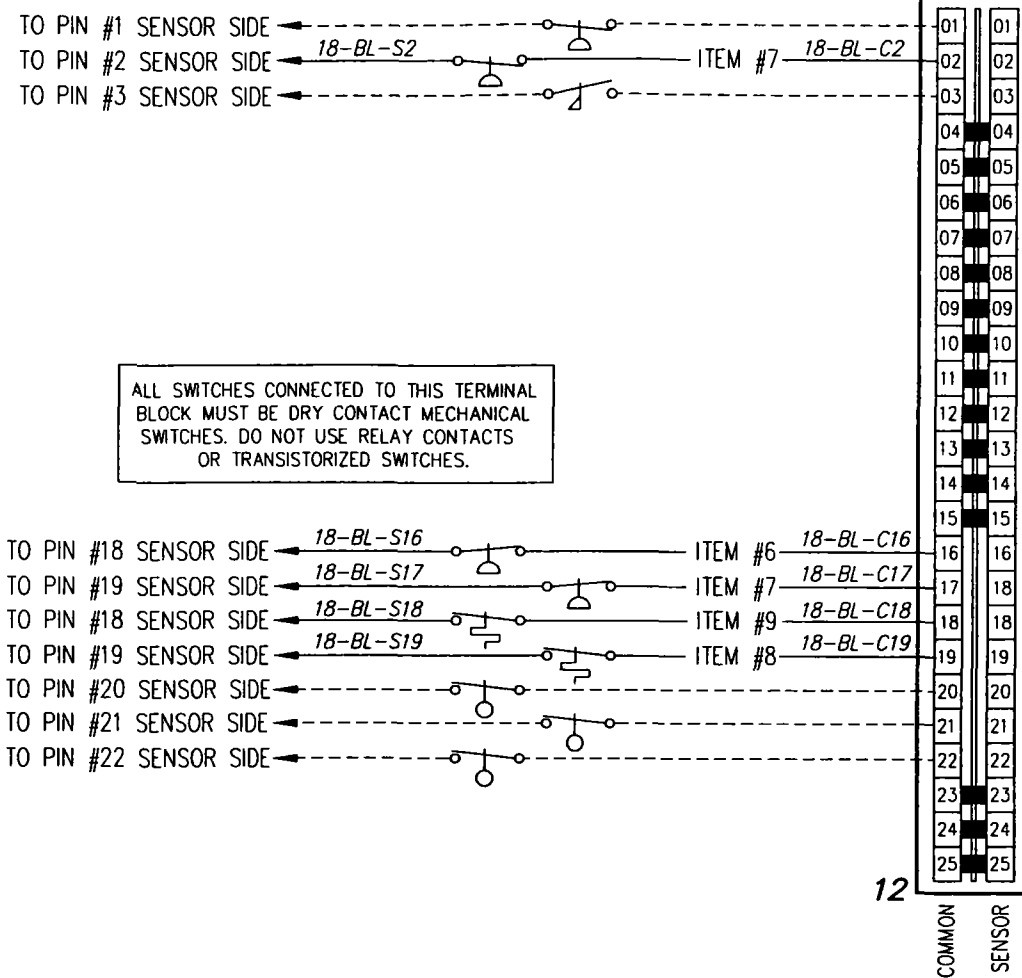 TO PIN #1 SENSOR SIDE
01 01
TO PIN #2 SENSOR SIDE 18-BL-S2 ITEM #7 18-BL-C2 02 02
TO PIN #3 SENSOR SIDE 03 03
04 04
05 05
06 06
07 07
08 08
09 09
10 10
11 11
12 12
13 13
14 14
15 15
ALL SWITCHES CONNECTED TO THIS TERMINAL
BLOCK MUST BE DRY CONTACT MECHANICAL
SWITCHES. DO NOT USE RELAY CONTACTS
OR TRANSISTORIZED SWITCHES.
TO PIN #18 SENSOR SIDE 18-BL-S16 ITEM #6 18-BL-C16 16 16
TO PIN #19 SENSOR SIDE 18-BL-S17 ITEM #7 18-BL-C17 17 18
TO PIN #18 SENSOR SIDE 18-BL-S18 ITEM #9 18-BL-C18 18 18
TO PIN #19 SENSOR SIDE 18-BL-S19 ITEM #8 18-BL-C19 19 19
TO PIN #20 SENSOR SIDE 20 20
TO PIN #21 SENSOR SIDE 21 21
TO PIN #22 SENSOR SIDE 22 22
23 23
24 24
25 25
12
COMMON
SENSOR